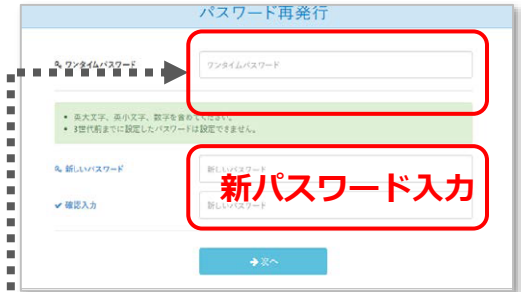 パスワード再発行
ワンタイムパスワード
ワンタイムパスワード
英大文字、英小文字、数字を含めてください。
3世代前までに設定したパスワードは設定できません。
新しいパスワード
新しいパスワード
新パスワード入力
確認入力
新しいパスワード
次へ